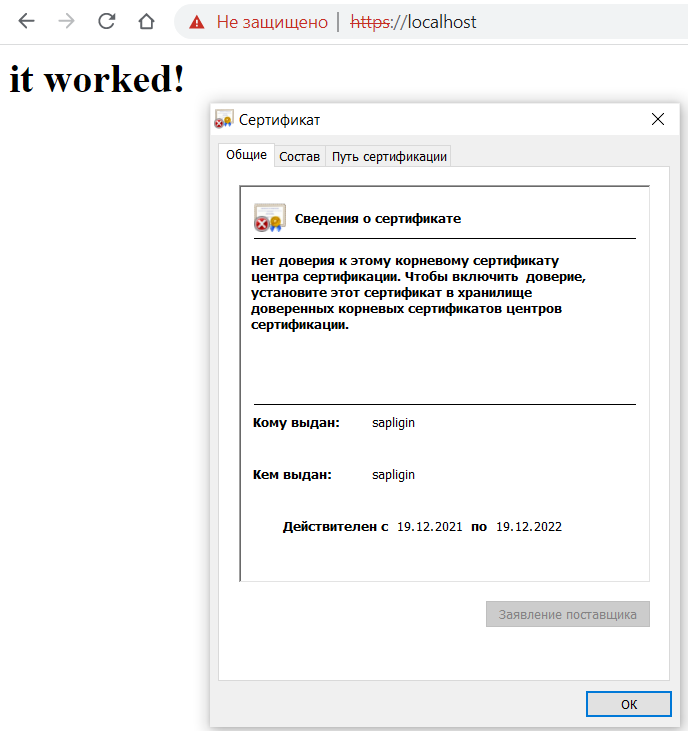 Не защищено | https://localhost
it worked!
Сертификат
Общие Состав Путь сертификации
Сведения о сертификате
Нет доверия к этому корневому сертификату
центра сертификации. Чтобы включить доверие,
установите этот сертификат в хранилище
доверенных корневых сертификатов центров
сертификации.
Кому выдан: sapligin
Кем выдан: sapligin
Действителен с 19.12.2021 по 19.12.2022
Заявление поставщика
ОК